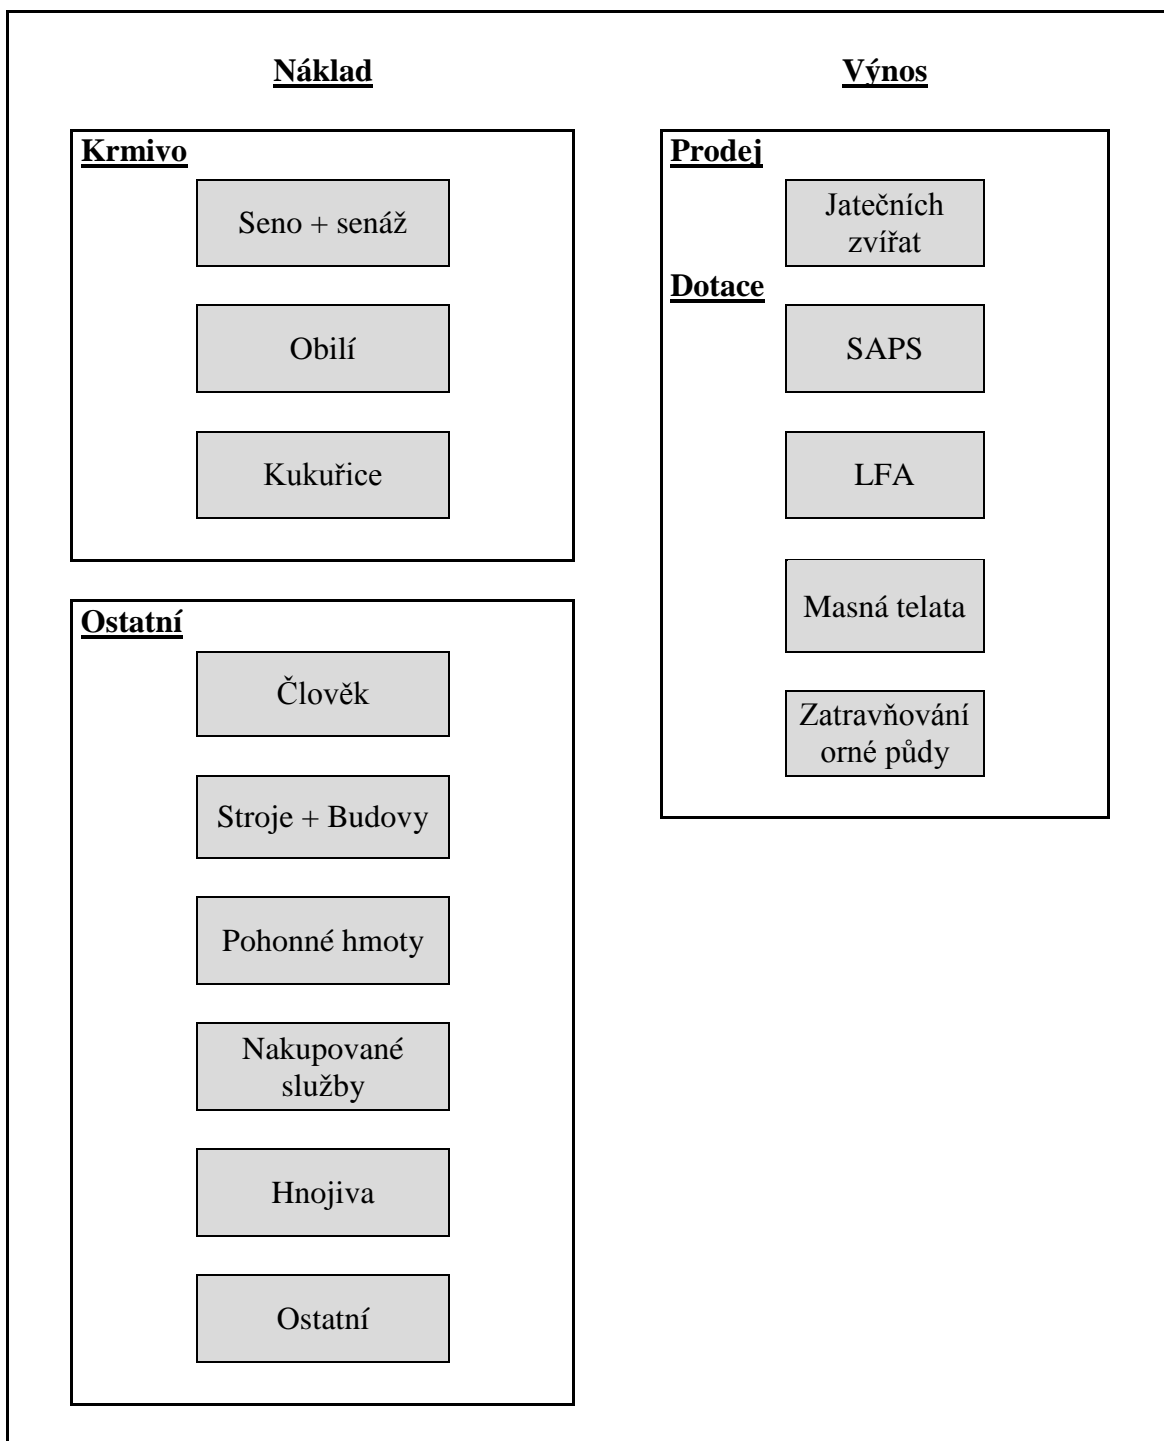 Náklad
Krmivo
Seno + senáž
Obilí
Kukuřice
Ostatní
Člověk
Stroje + Budovy
Pohonné hmoty
Nakupované
služby
Hnojiva
Ostatní
Výnos
Prodej
Jatečních
zvířat
Dotace
SAPS
LFA
Masná telata
Zatravňování
orné půdy